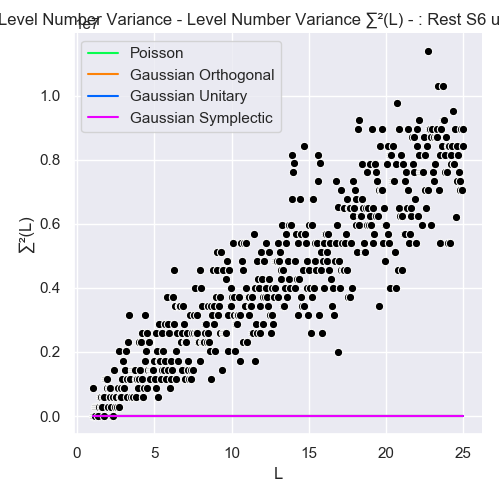 Level Number Variance - Level Number Variance ∑²(L) - : Rest S6 u
1e7
Poisson
Gaussian Orthogonal
Gaussian Unitary
Gaussian Symplectic
∑²(L)
1.0
0.8
0.6
0.4
0.2
0.0
0 5 10 15 20 25
L